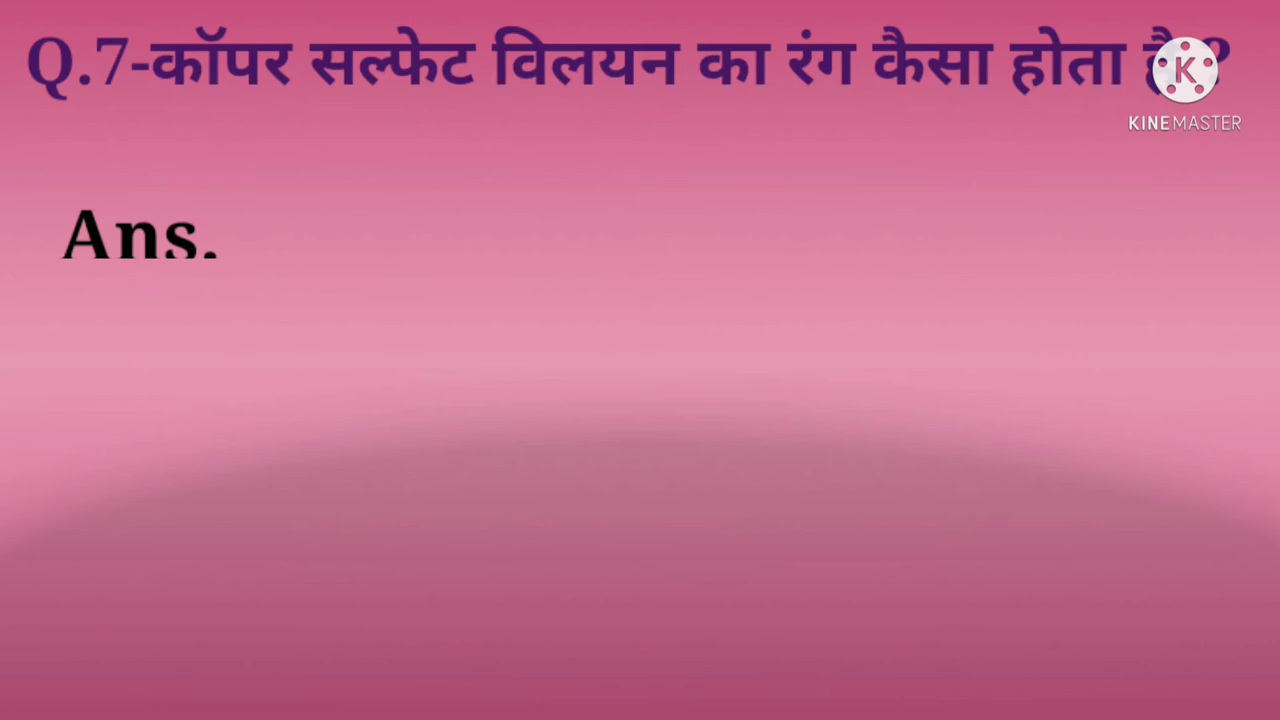 Q.7-कॉपर सल्फेट विलयन का रंग कैसा होता है?
KINEMASTER
Ans.